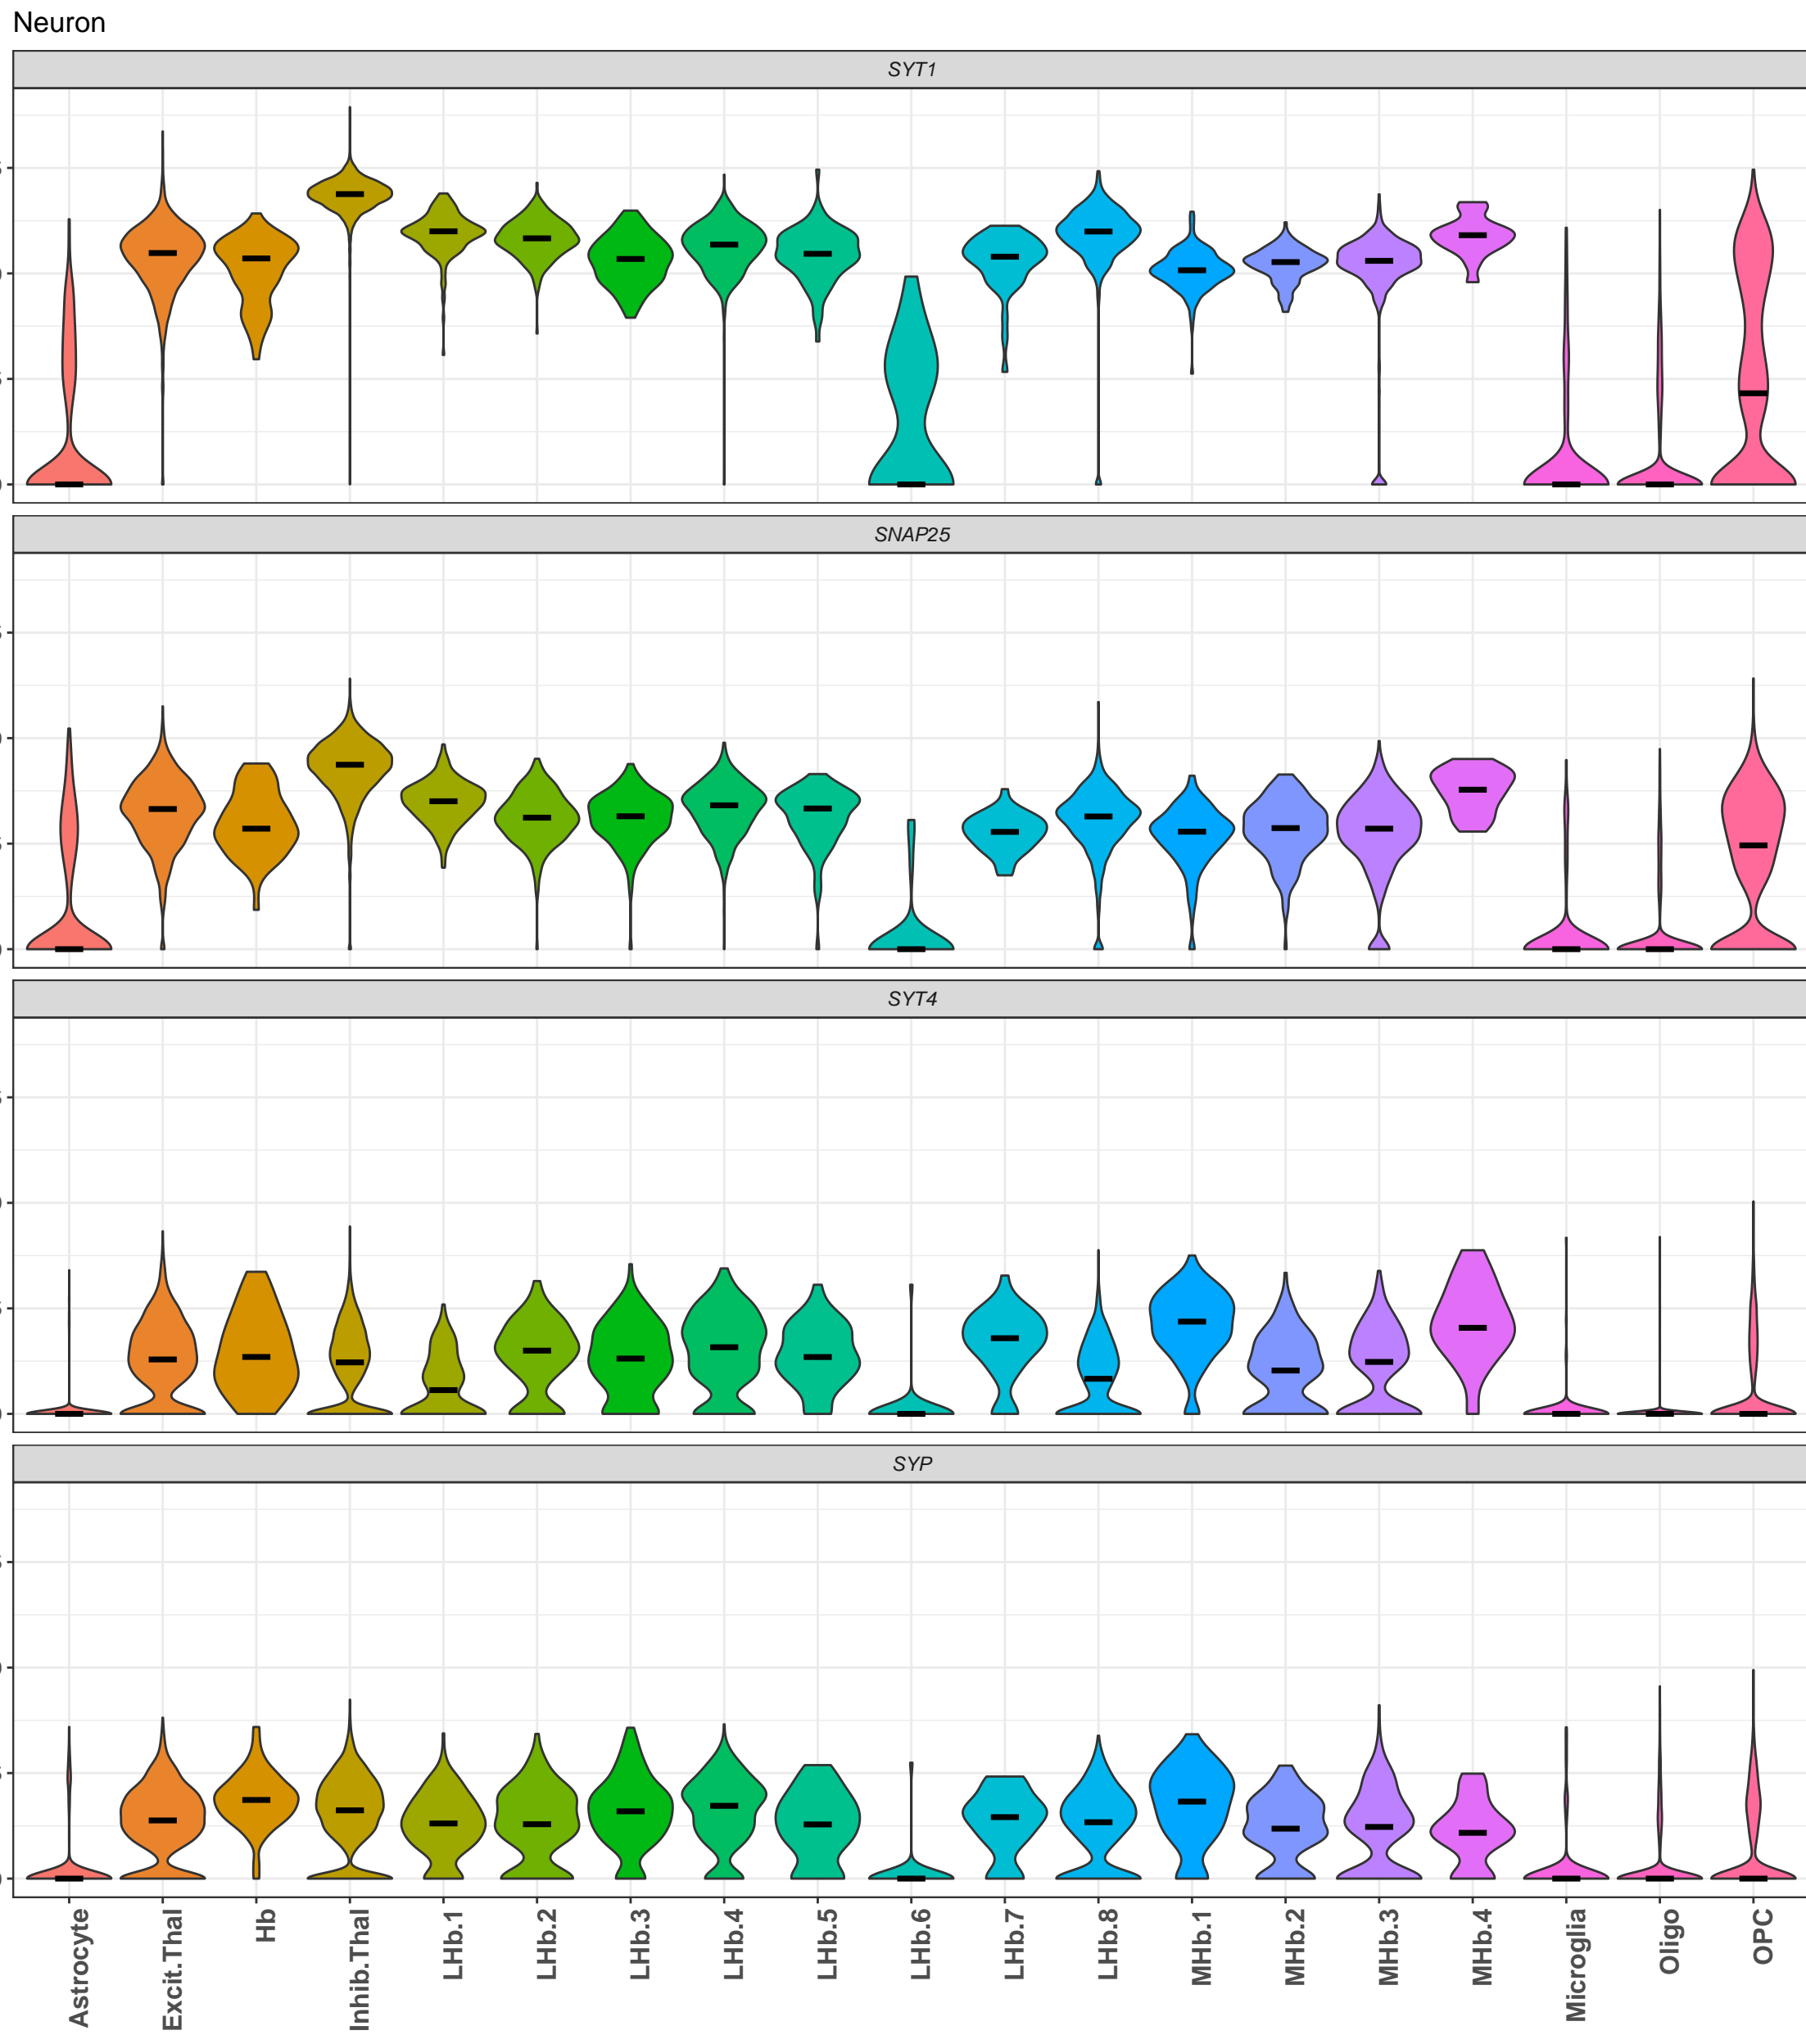 Neuron
SYT1
SNAP25
SYT4
SYP
Astrocyte
Excit.Thal
Hb
Inhib.Thal
LHb.1
LHb.2
LHb.3
LHb.4
LHb.5
LHb.6
LHb.7
LHb.8
MHb.1
MHb.2
MHb.3
MHb.4
Microglia
Oligo
OPC